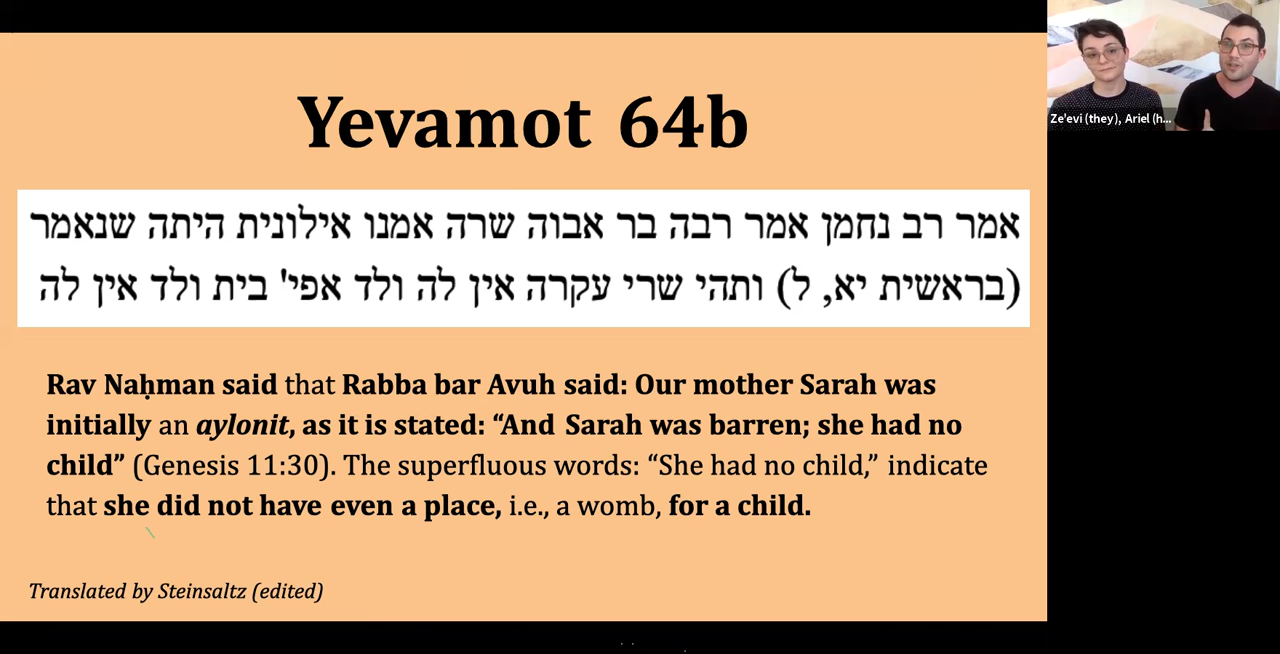 Yevamot 64b
אמר רב נחמן אמר רבה בר אבוה שרה אמנו אילונית היתה שנאמר
(בראשית יא, ל) ותהי שרי עקרה אין לה ולד אפי' בית ולד אין לה
Rav Naḥman said that Rabba bar Avuh said: Our mother Sarah was
initially an aylonit, as it is stated: “And Sarah was barren; she had no
child” (Genesis 11:30). The superfluous words: “She had no child,” indicate
that she did not have even a place, i.e., a womb, for a child.
Translated by Steinsaltz (edited)
Ze'evi (they), Ariel (h...